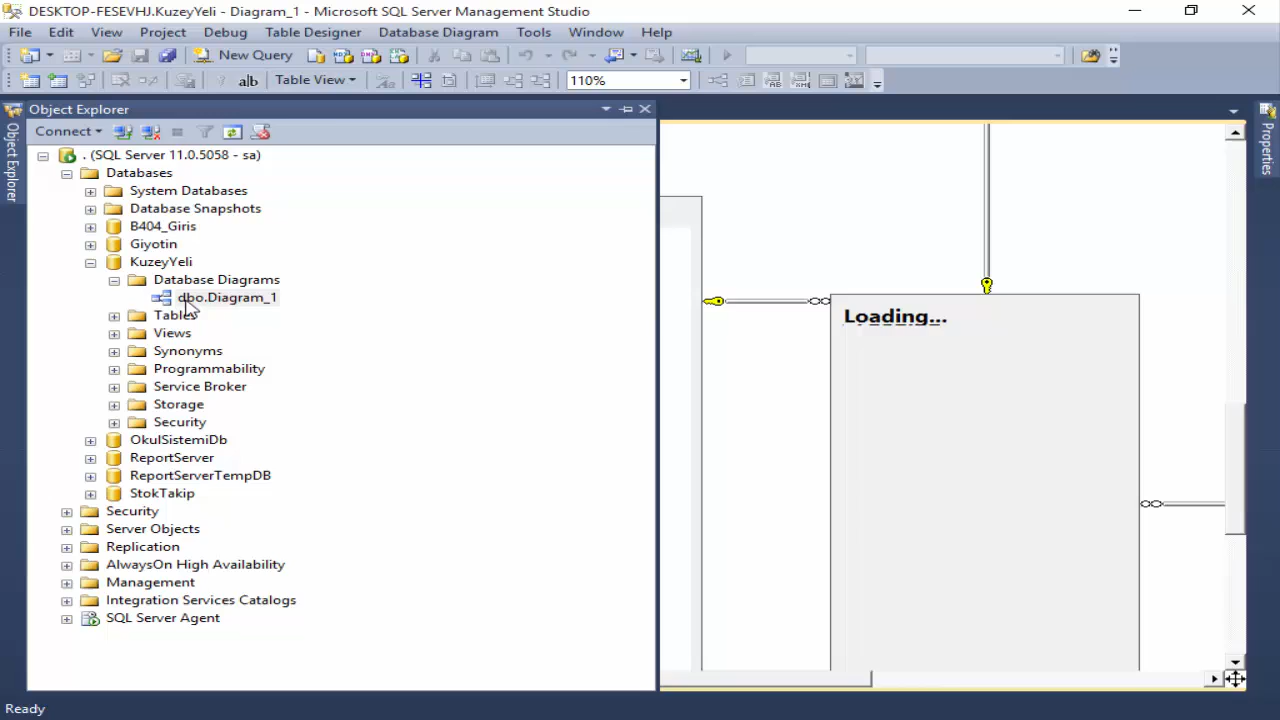 DESKTOP-FESEVHJ.KuzeyYeli - Diagram_1 - Microsoft SQL Server Management Studio
File Edit View Project Debug Table Designer Database Diagram Tools Window Help
New Query
Table View 110%
Object Explorer
Object Explorer
Properties
Connect
. (SQL Server 11.0.5058 - sa)
Databases
System Databases
Database Snapshots
B404_Giris
Giyotin
KuzeyYeli
Database Diagrams
dbo.Diagram_1
Tables
Views
Synonyms
Programmability
Service Broker
Storage
Security
OkulSistemiDb
ReportServer
ReportServerTempDB
StokTakip
Security
Server Objects
Replication
AlwaysOn High Availability
Management
Integration Services Catalogs
SQL Server Agent
Loading...
Ready